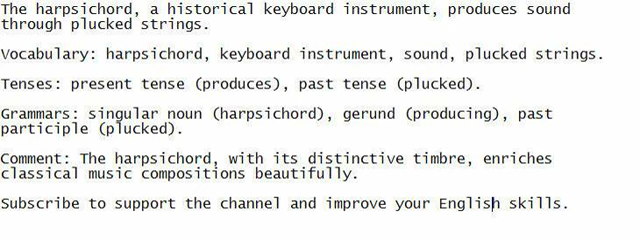 The harpsichord, a historical keyboard instrument, produces sound
through plucked strings.
Vocabulary: harpsichord, keyboard instrument, sound, plucked strings.
Tenses: present tense (produces), past tense (plucked).
Grammars: singular noun (harpsichord), gerund (producing), past
participle (plucked).
Comment: The harpsichord, with its distinctive timbre, enriches
classical music compositions beautifully.
Subscribe to support the channel and improve your English skills.